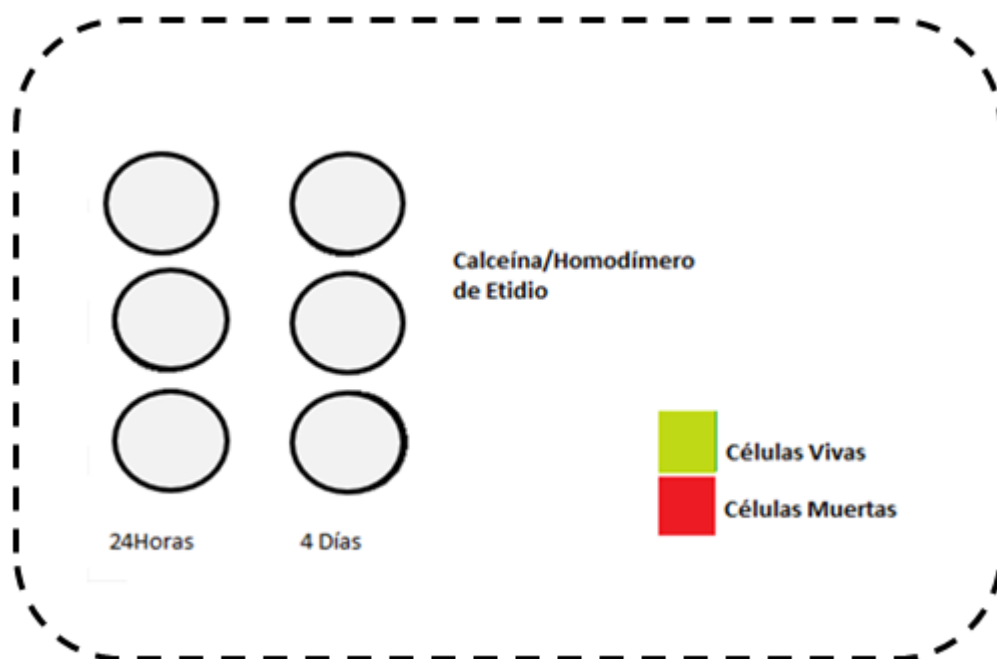 Calceína/Homodímero
de Etidio
Células Vivas
Células Muertas
24Horas
4 Días